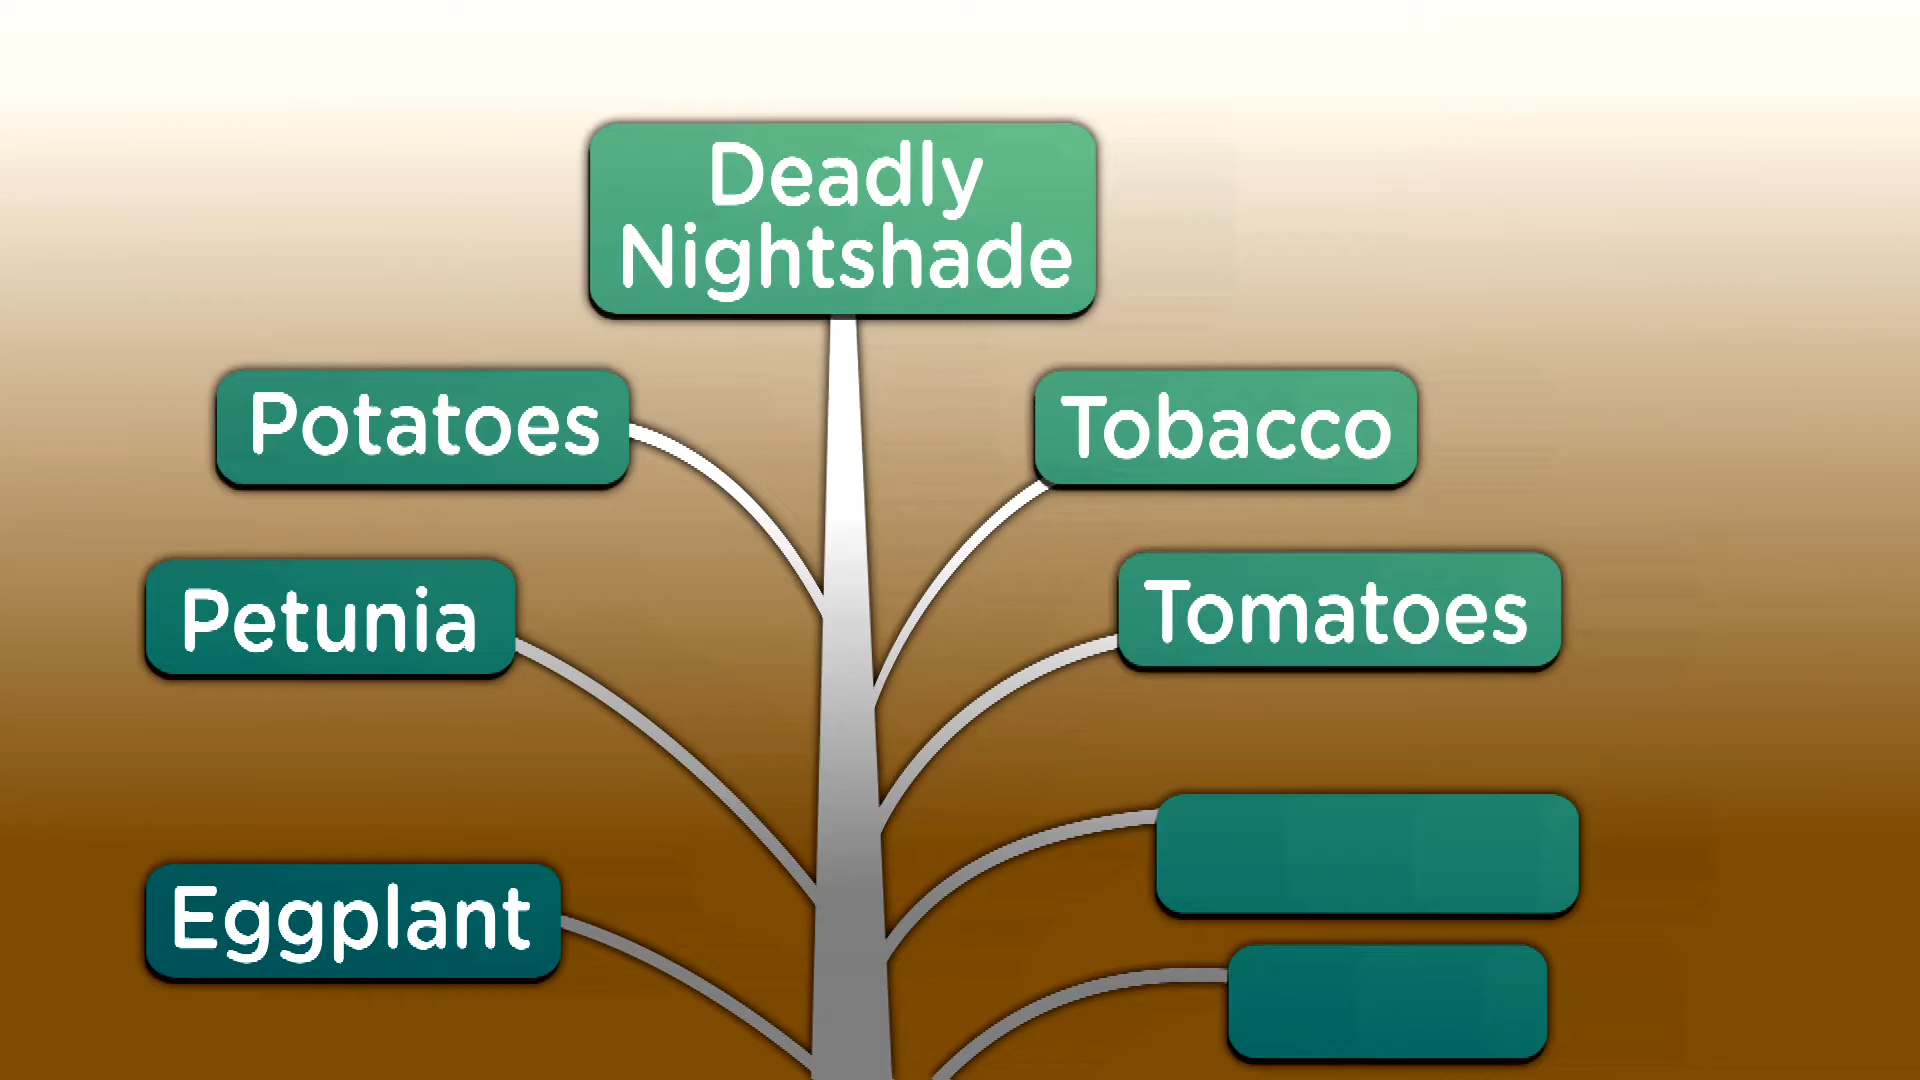 Deadly
Nightshade
Potatoes
Tobacco
Petunia
Tomatoes
Eggplant